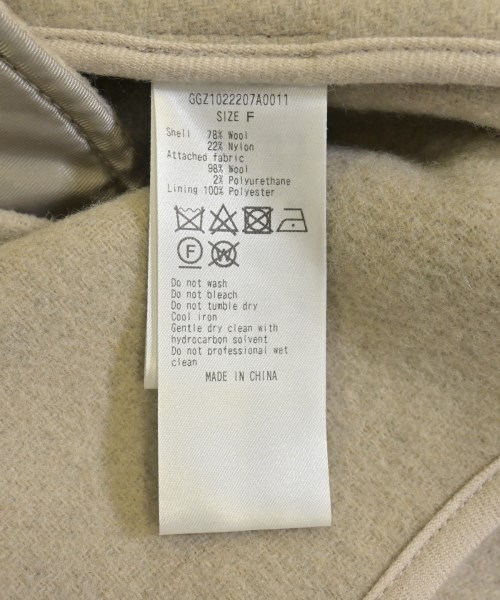 GGZ1022207A0011
SIZE F
Shell 78% Wool
22% Nylon
Attached fabric
98% Wool
2% Polyurethane
Lining 100% Polyester
F W
Do not wash
Do not bleach
Do not tumble dry
Cool iron
Gentle dry clean with
hydrocarbon solvent
Do not professional wet
clean
MADE IN CHINA